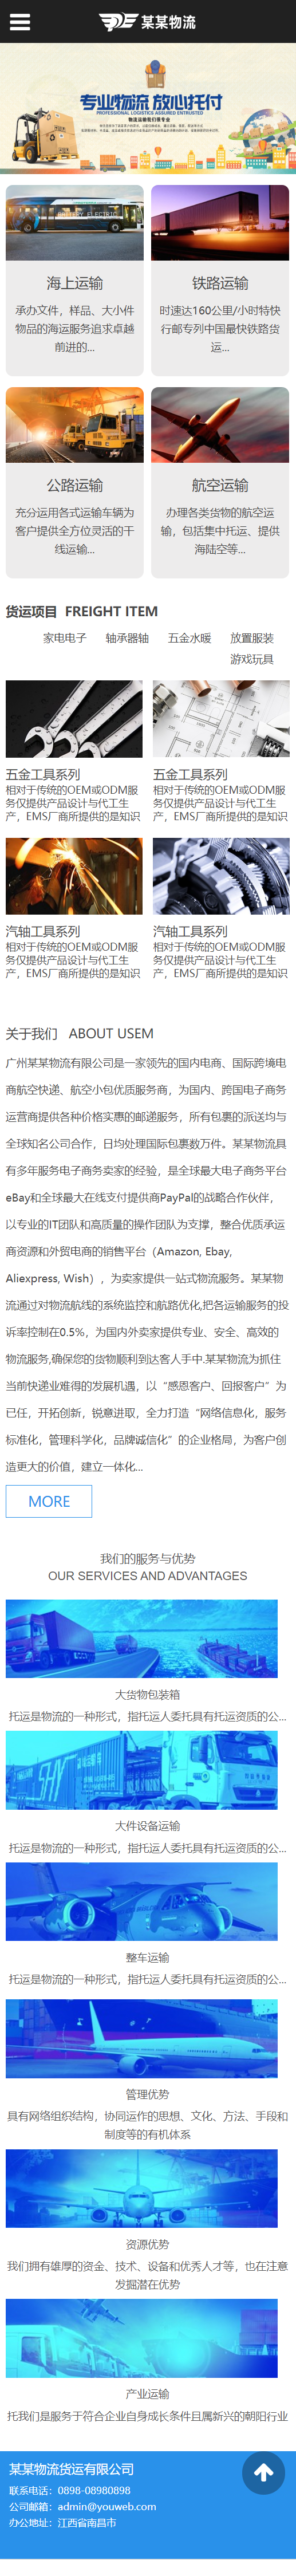 某某物流
专业物流 放心托付
物流运输我们很专业
PROFESSIONAL LOGISTICS ASSURED ENTRUSTED
BATTERY ELECTRIC
海上运输
承办文件，样品、大小件
物品的海运服务追求卓越
前进的...
铁路运输
时速达160公里/小时特快
行邮专列中国最快铁路货
运...
公路运输
充分运用各式运输车辆为
客户提供全方位灵活的干
线运输...
航空运输
办理各类货物的航空运
输，包括集中托运、提供
海陆空等...
货运项目 FREIGHT ITEM
家电电子 轴承器轴 五金水暖 放置服装
游戏玩具
五金工具系列
相对于传统的OEM或ODM服
务仅提供产品设计与代工生
产，EMS厂商所提供的是知识
五金工具系列
相对于传统的OEM或ODM服
务仅提供产品设计与代工生
产，EMS厂商所提供的是知识
汽轴工具系列
相对于传统的OEM或ODM服
务仅提供产品设计与代工生
产，EMS厂商所提供的是知识
汽轴工具系列
相对于传统的OEM或ODM服
务仅提供产品设计与代工生
产，EMS厂商所提供的是知识
关于我们 ABOUT USEM
广州某某物流有限公司是一家领先的国内电商、国际跨境电
商航空快递、航空小包优质服务商，为国内、跨国电子商务
运营商提供各种价格实惠的邮递服务，所有包裹的派送均与
全球知名公司合作，日均处理国际包裹数万件。某某物流具
有多年服务电子商务卖家的经验，是全球最大电子商务平台
eBay和全球最大在线支付提供商PayPal的战略合作伙伴，
以专业的IT团队和高质量的操作团队为支撑，整合优质承运
商资源和外贸电商的销售平台（Amazon, Ebay,
Aliexpress, Wish），为卖家提供一站式物流服务。某某物
流通过对物流航线的系统监控和航路优化,把各运输服务的投
诉率控制在0.5%，为国内外卖家提供专业、安全、高效的
物流服务,确保您的货物顺利到达客人手中.某某物流为抓住
当前快递业难得的发展机遇，以“感恩客户、回报客户”为
已任，开拓创新，锐意进取，全力打造“网络信息化，服务
标准化，管理科学化，品牌诚信化”的企业格局，为客户创
造更大的价值，建立一体化...
MORE
我们的服务与优势
OUR SERVICES AND ADVANTAGES
大货物包装箱
托运是物流的一种形式，指托运人委托具有托运资质的公...
大件设备运输
托运是物流的一种形式，指托运人委托具有托运资质的公...
整车运输
托运是物流的一种形式，指托运人委托具有托运资质的公...
管理优势
具有网络组织结构，协同运作的思想、文化、方法、手段和
制度等的有机体系
资源优势
我们拥有雄厚的资金、技术、设备和优秀人才等，也在注意
发掘潜在优势
产业运输
托我们是服务于符合企业自身成长条件且属新兴的朝阳行业
某某物流货运有限公司
联系电话：0898-08980898
公司邮箱：admin@youweb.com
办公地址：江西省南昌市